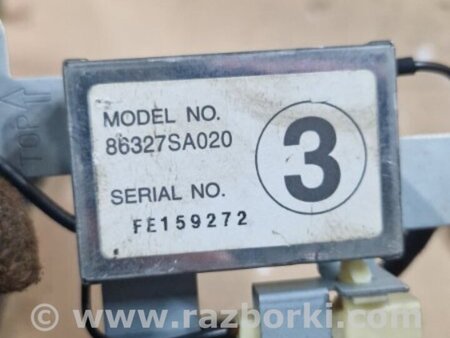 TOP
MODEL NO.
86327SA020
3
SERIAL NO.
FE159272
www.razborki.com